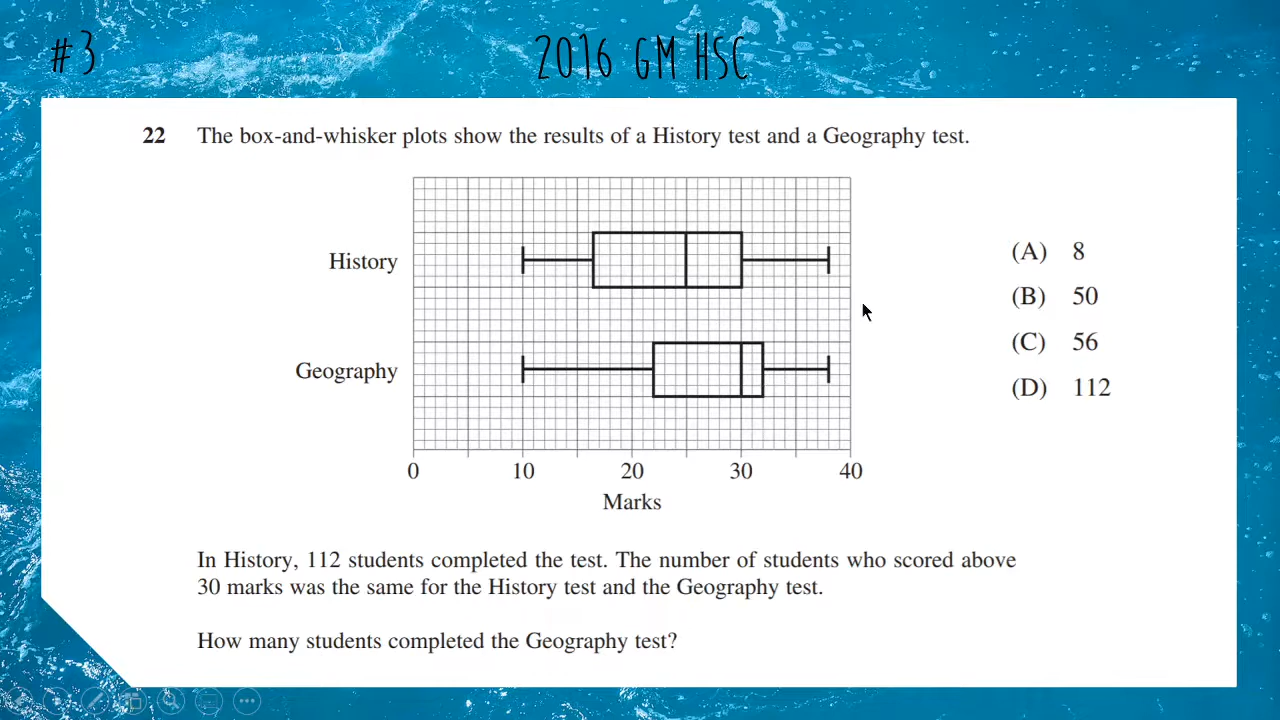 #3
2016 GM HSC
22 The box-and-whisker plots show the results of a History test and a Geography test.
History
Geography
0 10 20 30 40
Marks
(A) 8
(B) 50
(C) 56
(D) 112
In History, 112 students completed the test. The number of students who scored above
30 marks was the same for the History test and the Geography test.
How many students completed the Geography test?